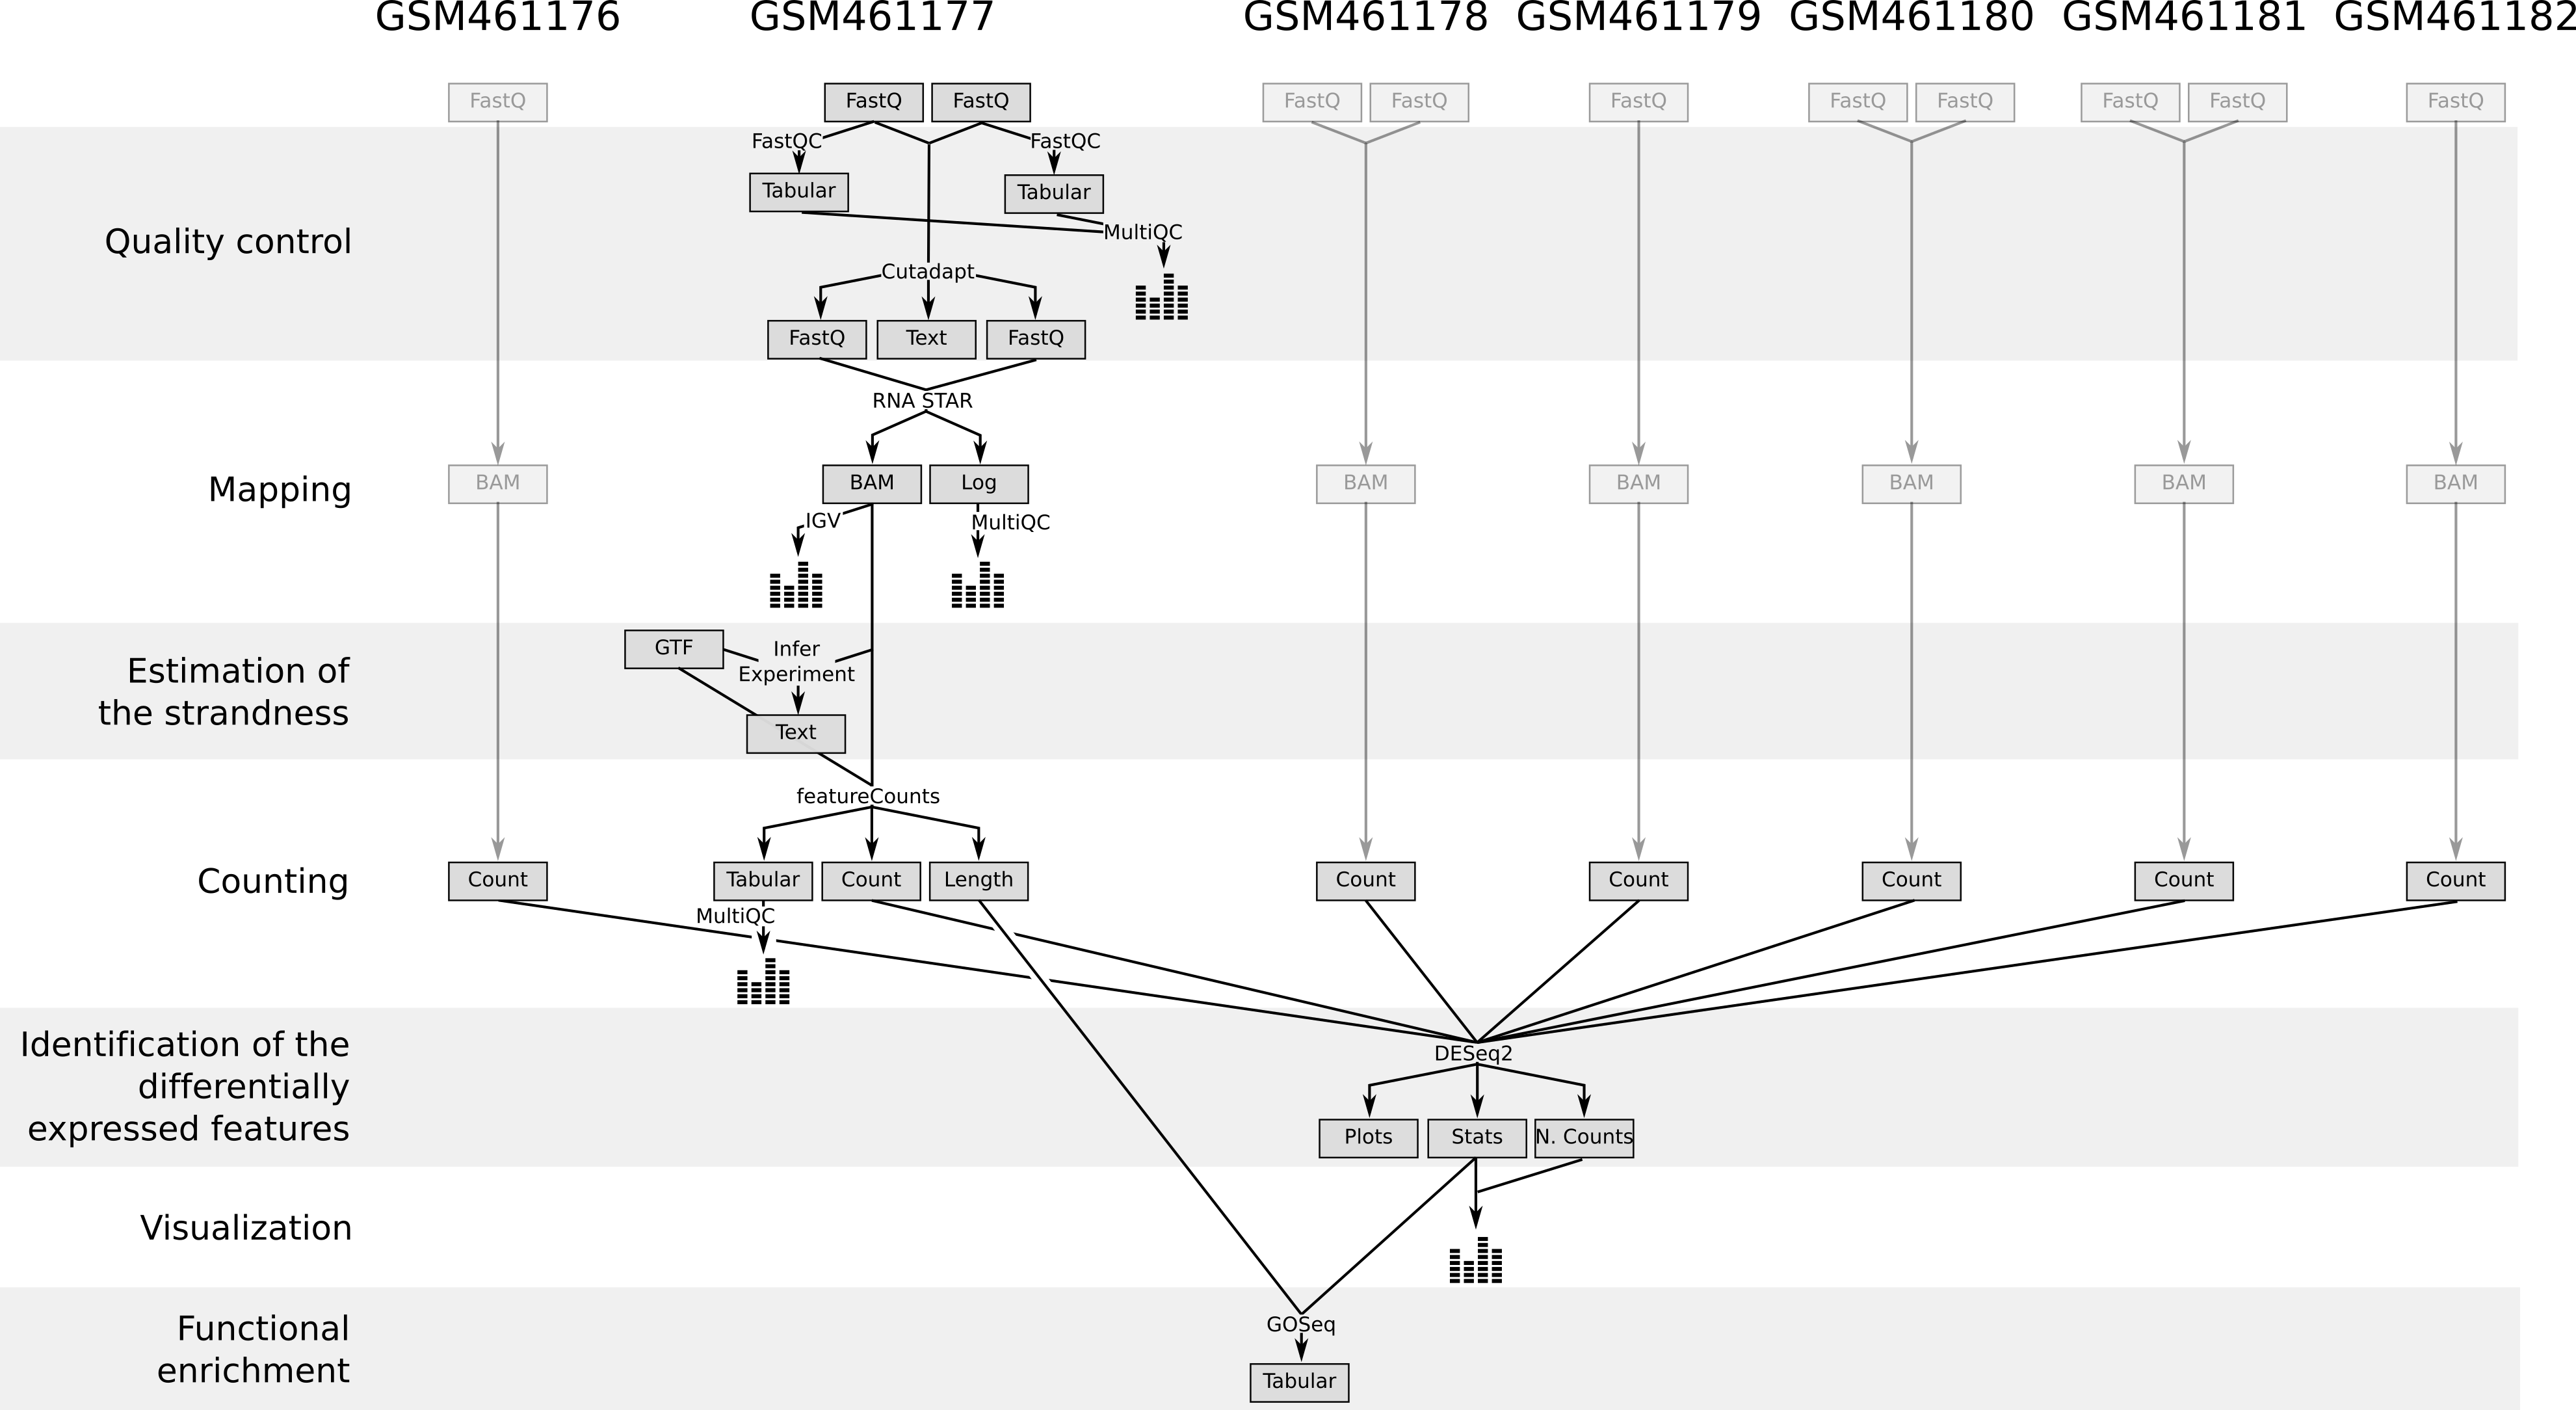 GSM461176 GSM461177 GSM461178 GSM461179 GSM461180 GSM461181 GSM461182
FastQ FastQ FastQ FastQ FastQ FastQ FastQ FastQ FastQ FastQ FastQ
FastQC FastQC
Tabular Tabular
MultiQC
Quality control
Cutadapt
FastQ Text FastQ
RNA STAR
Mapping
BAM BAM Log BAM BAM BAM BAM BAM
IGV MultiQC
Estimation of
the strandness
GTF Infer
Experiment
Text
featureCounts
Counting
Count Tabular Count Length Count Count Count Count Count
MultiQC
Identification of the
differentially
expressed features
DESeq2
Plots Stats N. Counts
Visualization
Functional
enrichment
GOSeq
Tabular